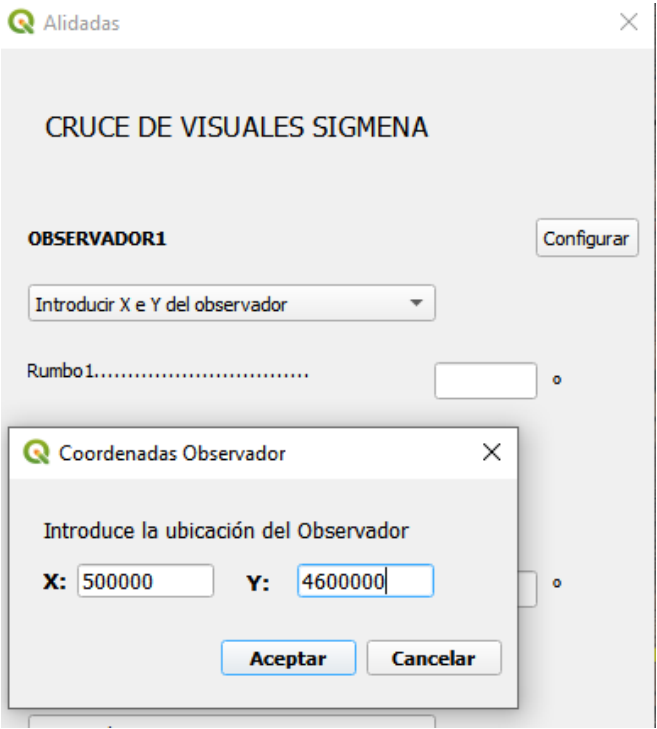 Alidadas
CRUCE DE VISUALES SIGMENA
OBSERVADOR1
Configurar
Introducir X e Y del observador
Rumbo1................................ º
Coordenadas Observador
Introduce la ubicación del Observador
X: 500000 Y: 4600000
º
Aceptar Cancelar